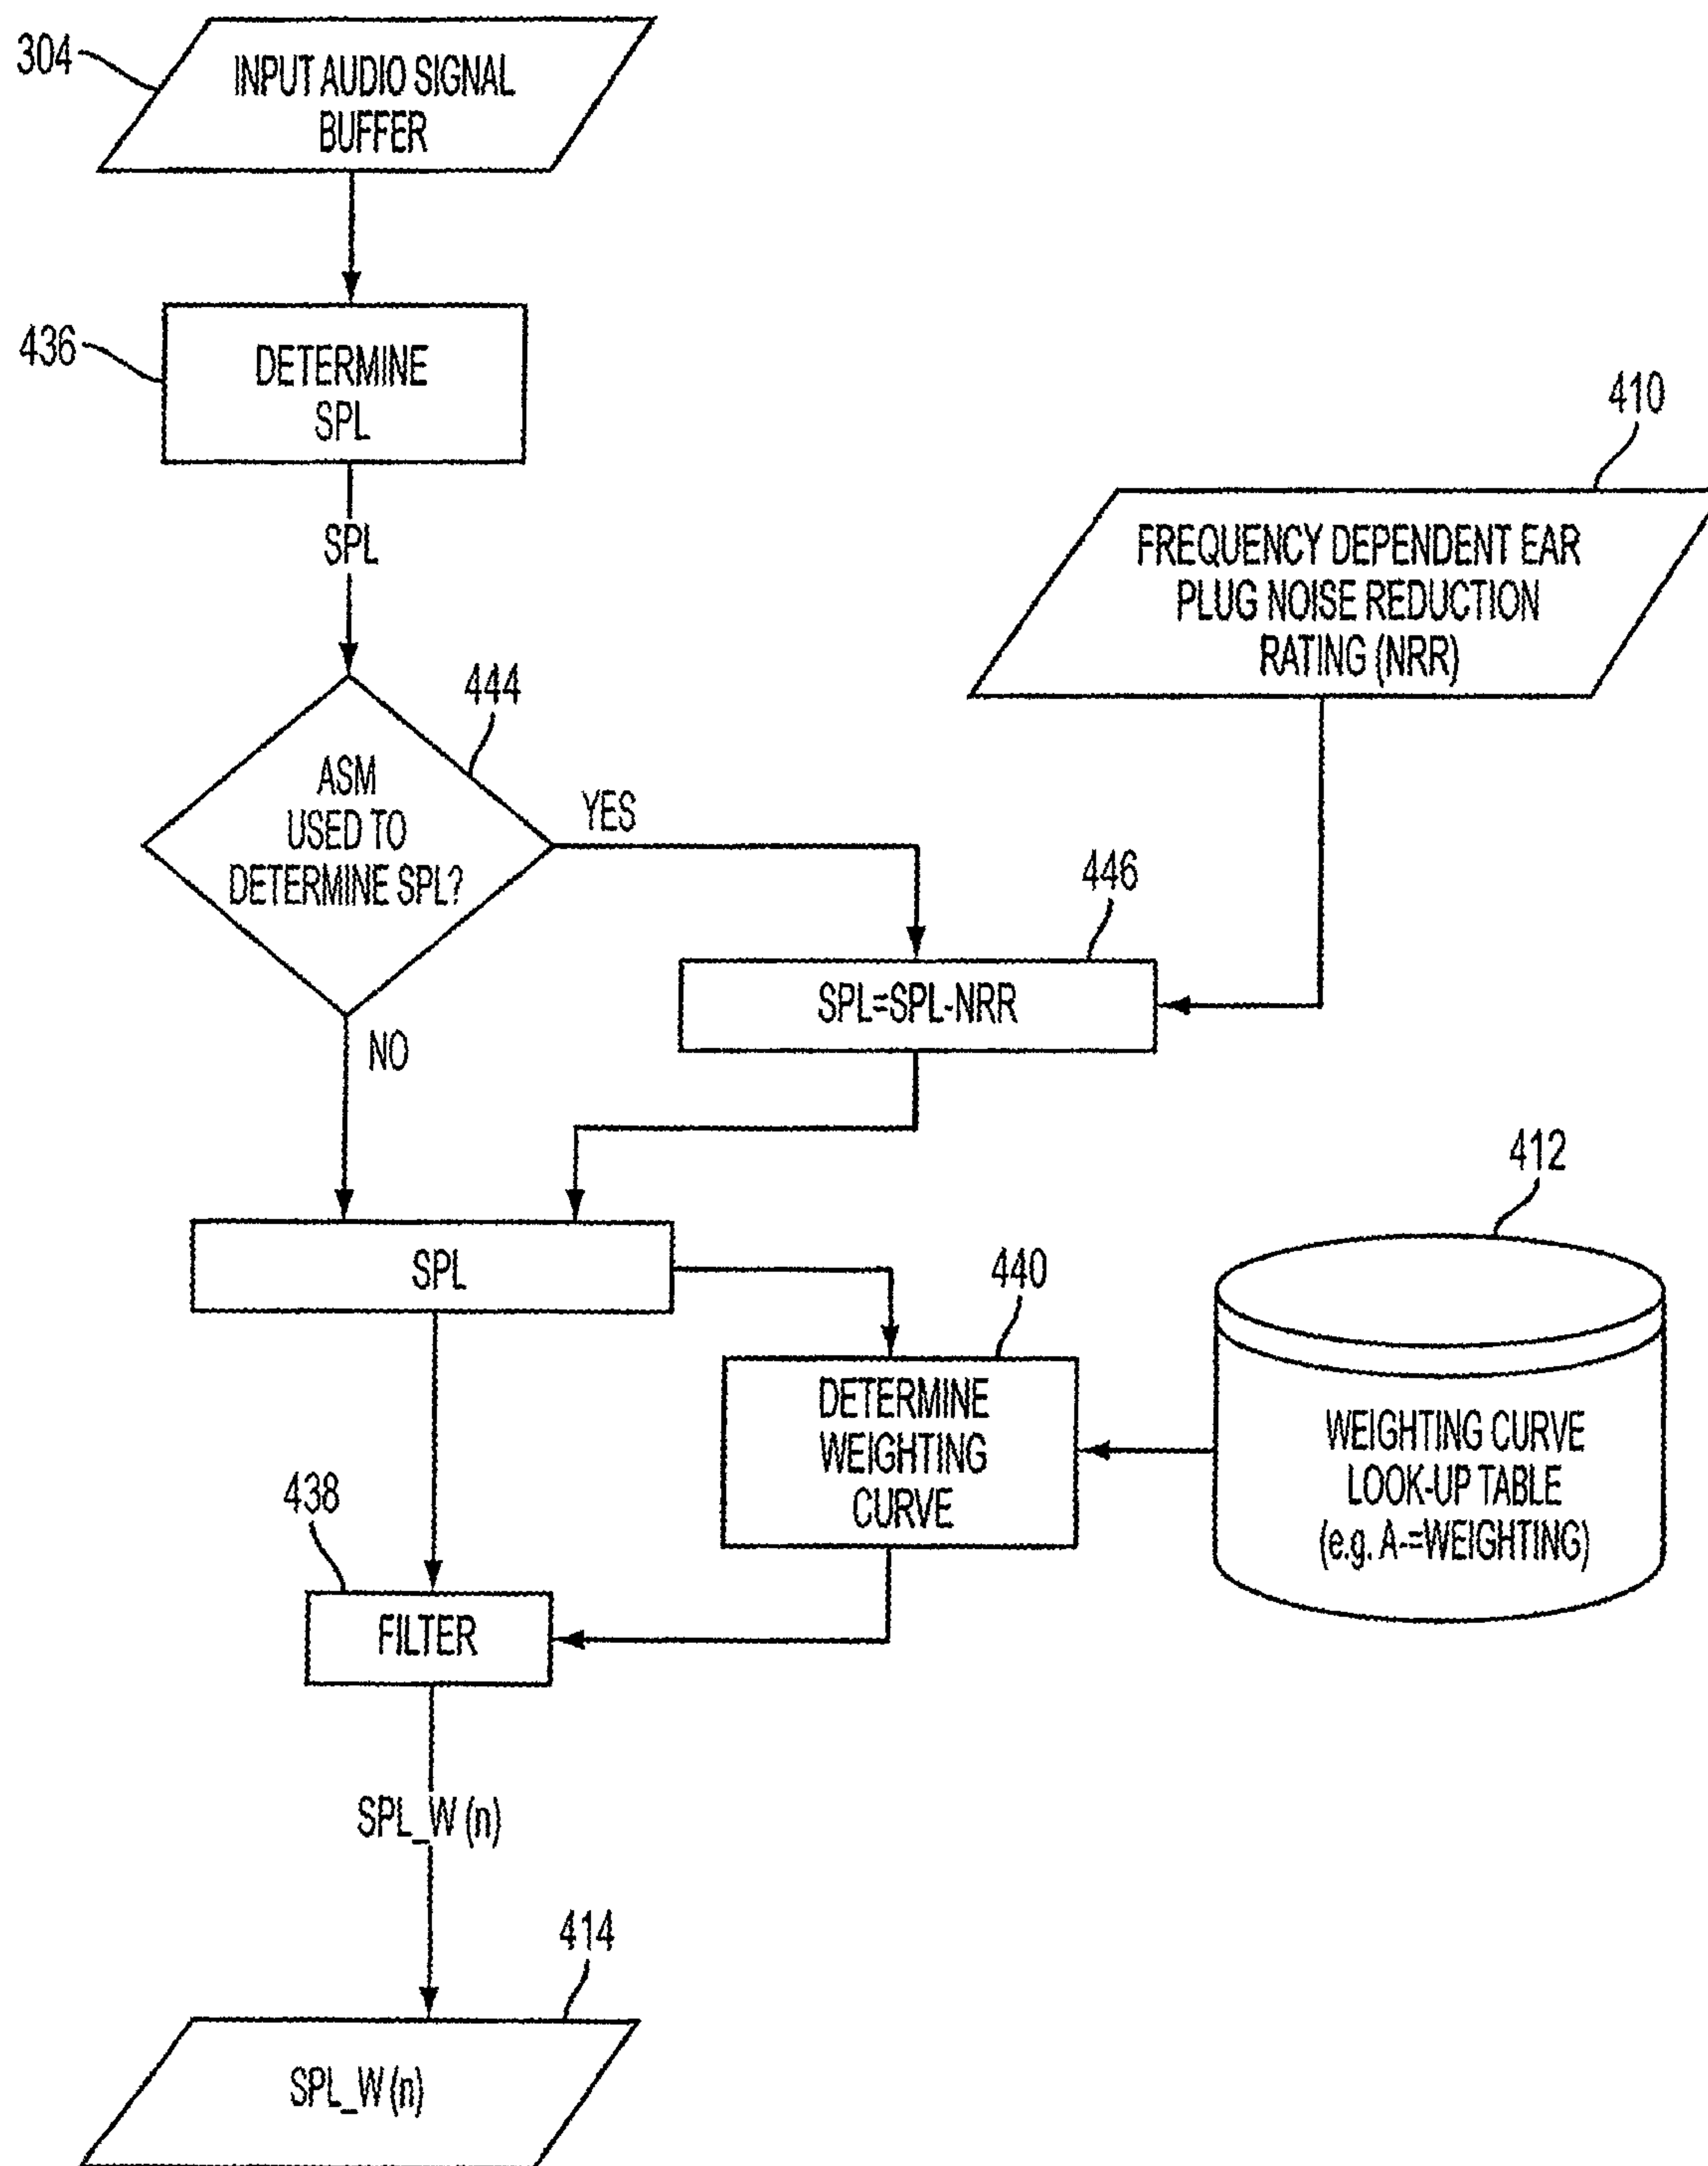 304
INPUT AUDIO SIGNAL
BUFFER
436
DETERMINE
SPL
SPL
410
FREQUENCY DEPENDENT EAR
PLUG NOISE REDUCTION
RATING (NRR)
444
ASM
USED TO
DETERMINE SPL?
YES
446
SPL=SPL-NRR
NO
412
SPL
440
DETERMINE
WEIGHTING
CURVE
WEIGHTING CURVE
LOOK-UP TABLE
(e.g. A-=WEIGHTING)
438
FILTER
SPL_W (n)
414
SPL_W (n)